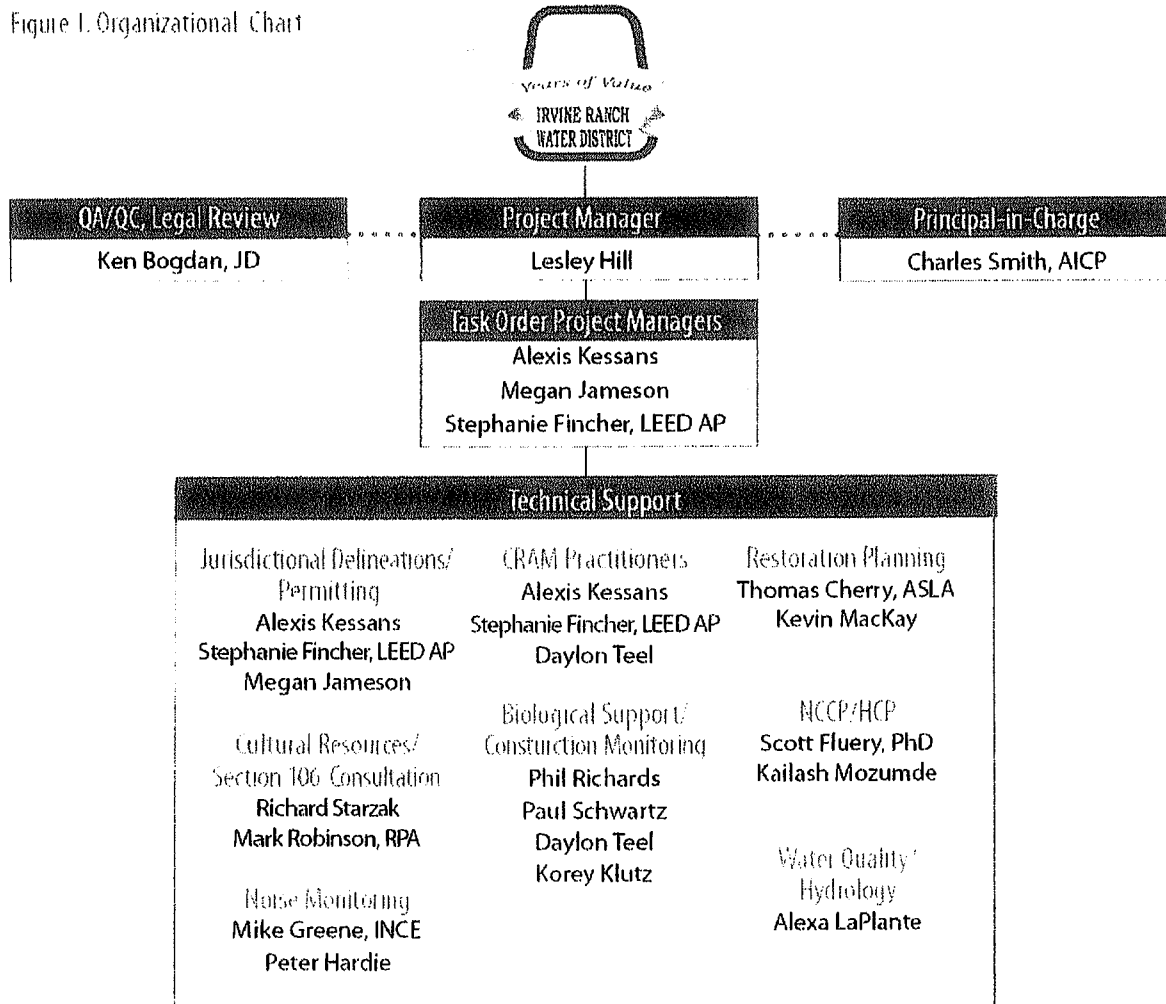 Figure 1. Organizational Chart
Years of Value
IRVINE RANCH
WATER DISTRICT
QA/QC, Legal Review
Ken Bogdan, JD
Project Manager
Lesley Hill
Principal-in-Charge
Charles Smith, AICP
Task Order Project Managers
Alexis Kessans
Megan Jameson
Stephanie Fincher, LEED AP
Technical Support
Jurisdictional Delineations/
Permitting
Alexis Kessans
Stephanie Fincher, LEED AP
Megan Jameson
Cultural Resources/
Section 106 Consultation
Richard Starzak
Mark Robinson, RPA
Noise Monitoring
Mike Greene, INCE
Peter Hardie
CRAM Practitioners
Alexis Kessans
Stephanie Fincher, LEED AP
Daylon Teel
Biological Support/
Consturction Monitoring
Phil Richards
Paul Schwartz
Daylon Teel
Korey Klutz
Restoration Planning
Thomas Cherry, ASLA
Kevin MacKay
NCCP/HCP
Scott Fluery, PhD
Kailash Mozumde
Water Quality/
Hydrology
Alexa LaPlante